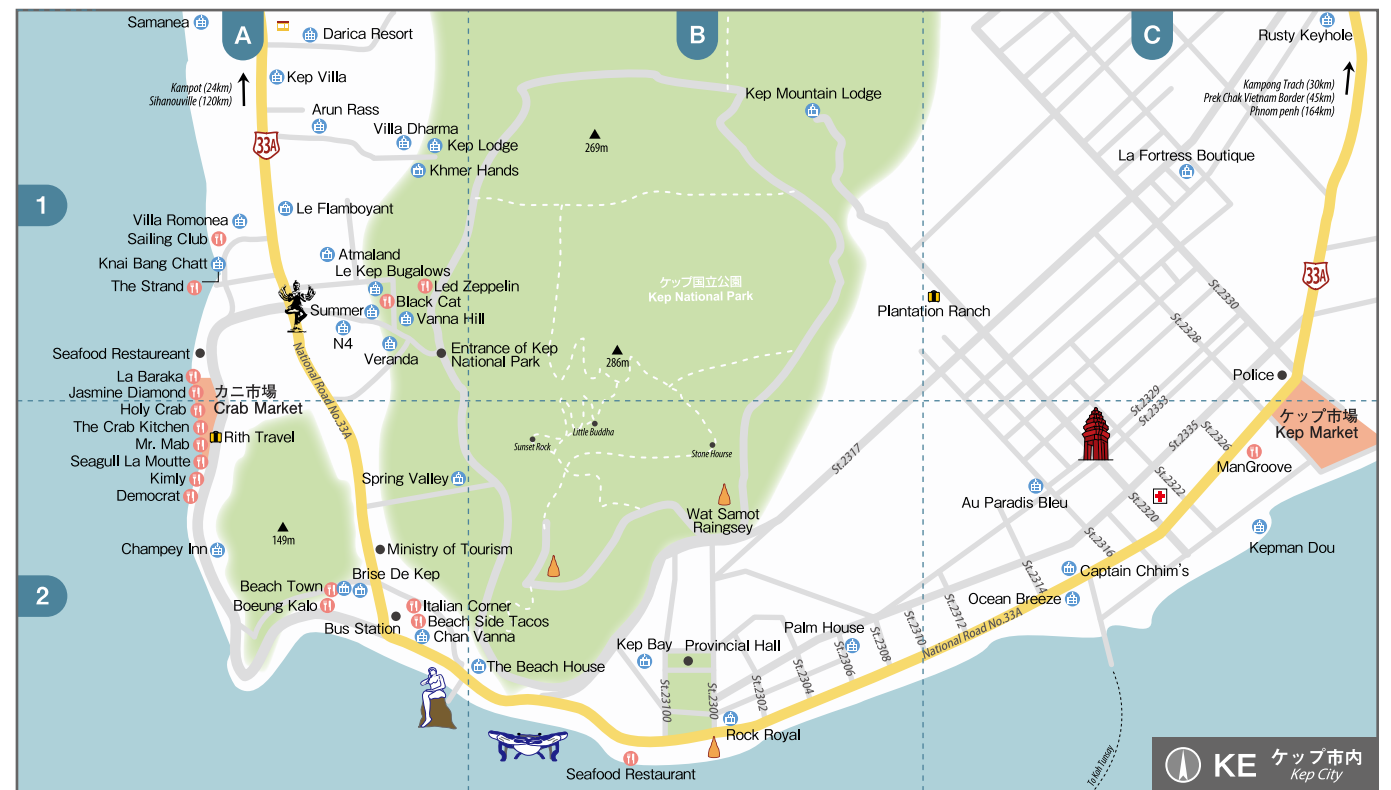 A
B
C
1
2
Samanea
Darica Resort
Kep Villa
Kampot (24km)
Sihanouville (120km)
Arun Rass
33A
Villa Dharma
Kep Lodge
Khmer Hands
Le Flamboyant
Villa Romonea
Sailing Club
Knai Bang Chatt
The Strand
Atmaland
Le Kep Bugalows
Led Zeppelin
Black Cat
Summer
Vanna Hill
N4
Veranda
Entrance of Kep
National Park
National Road No.33A
Seafood Restaureant
La Baraka
Jasmine Diamond
カニ市場
Crab Market
Holy Crab
The Crab Kitchen
Rith Travel
Mr. Mab
Seagull La Moutte
Kimly
Democrat
Spring Valley
Champey Inn
149m
Ministry of Tourism
Beach Town
Brise De Kep
Boeung Kalo
Bus Station
Italian Corner
Beach Side Tacos
Chan Vanna
The Beach House
269m
Kep Mountain Lodge
ケップ国立公園
Kep National Park
286m
Sunset Rock
Little Buddha
Stone Hourse
Wat Samot
Raingsey
Kep Bay
Provincial Hall
Palm House
St.23100
St.2300
St.2302
St.2304
St.2306
St.2308
St.2310
St.2312
St.2314
St.2316
St.2317
Rock Royal
Seafood Restaurant
Rusty Keyhole
Kampong Trach (30km)
Prek Chak Vietnam Border (45km)
Phnom penh (164km)
La Fortress Boutique
33A
Plantation Ranch
St.2330
St.2328
Police
St.2329
St.2333
St.2335
St.2326
St.2322
St.2320
ケップ市場
Kep Market
ManGroove
Au Paradis Bleu
Kepman Dou
Captain Chhim's
Ocean Breeze
National Road No.33A
To Koh Tunsay
KE
ケップ市内
Kep City